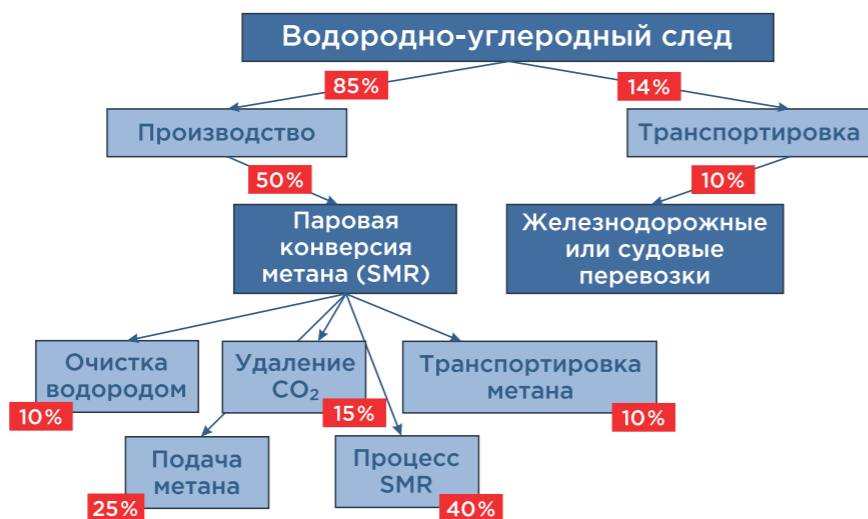 Водородно-углеродный след
85%
14%
Производство
Транспортировка
50%
10%
Паровая
конверсия
метана (SMR)
Железнодорожные
или судовые
перевозки
Очистка
водородом
10%
Удаление
CO₂
15%
Транспортировка
метана
10%
Подача
метана
25%
Процесс
SMR
40%